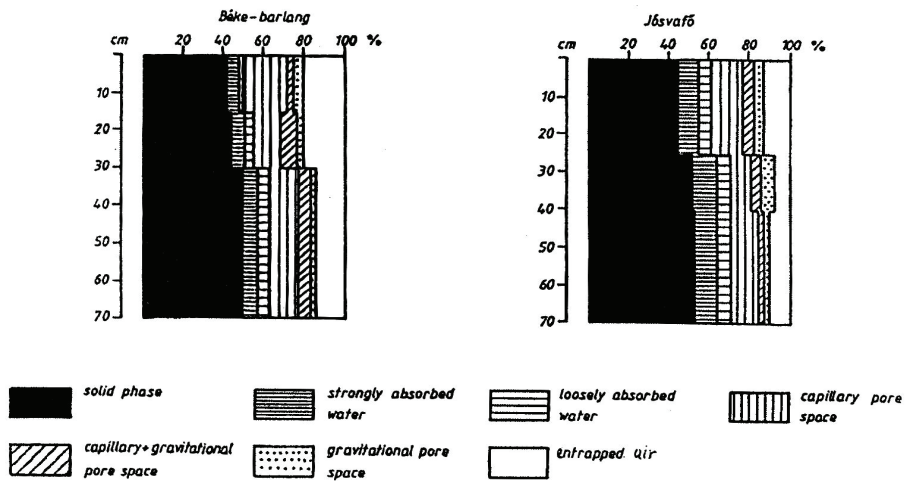 Béke-barlang
cm 20 40 60 80 100 %
10
20
30
40
50
60
70
Jósvafő
cm 20 40 60 80 100 %
10
20
30
40
50
60
70
solid phase
strongly absorbed
water
loosely absorbed
water
capillary pore
space
capillary+gravitational
pore space
gravitational pore
space
entrapped air